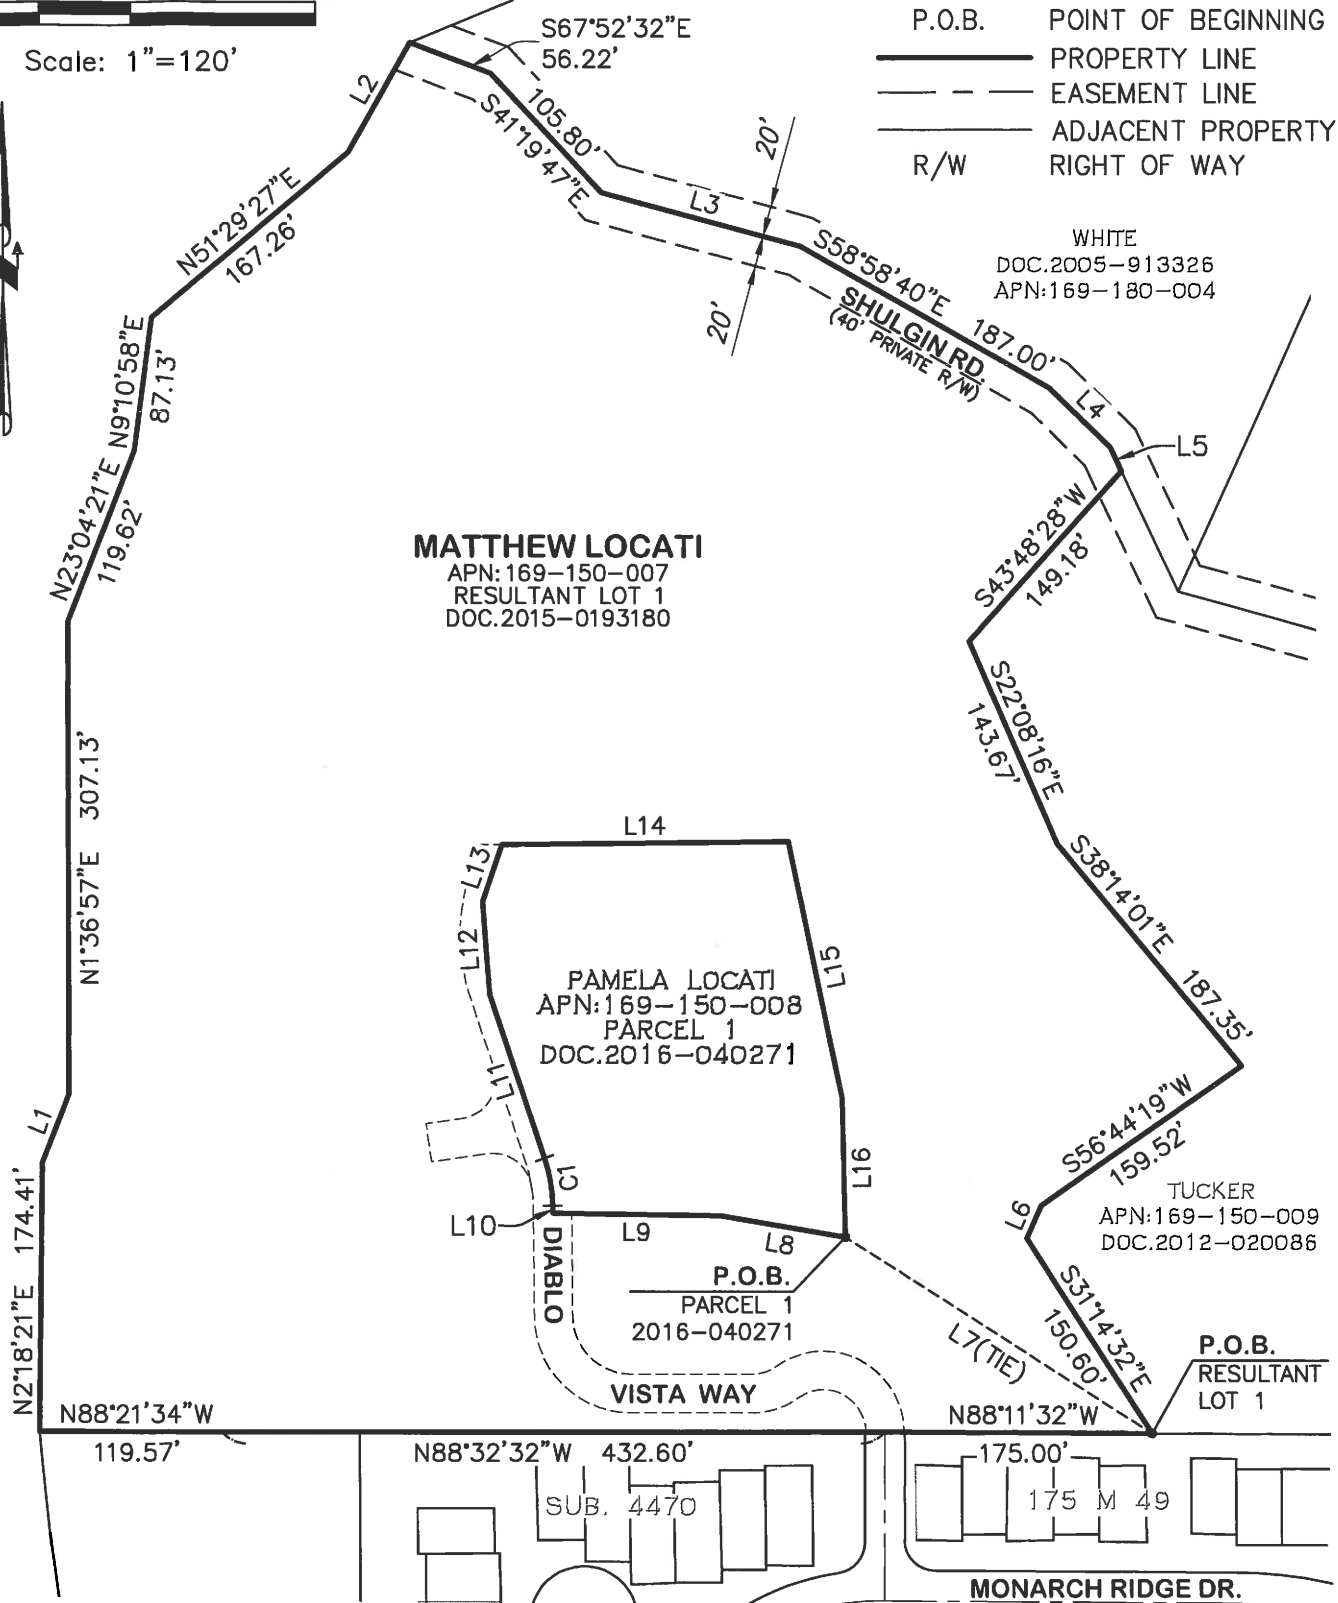 Scale: 1"=120'
P.O.B. POINT OF BEGINNING
PROPERTY LINE
EASEMENT LINE
ADJACENT PROPERTY
R/W RIGHT OF WAY
S67°52'32"E
56.22'
L2
105.80'
S41°19'47"E
20'
L3
N51°29'27"E
167.26'
S58°58'40"E 187.00'
WHITE
DOC.2005-913326
APN:169-180-004
SHULGIN RD.
(40' PRIVATE R/W)
20'
N9°10'58"E
87.13'
L4
L5
N23°04'21"E
119.62'
S43°48'28"W
149.18'
MATTHEW LOCATI
APN:169-150-007
RESULTANT LOT 1
DOC.2015-0193180
S22°08'16"E
143.67'
N1°36'57"E 307.13'
L14
L13
S38°14'01"E 187.35'
L12
L15
PAMELA LOCATI
APN:169-150-008
PARCEL 1
DOC.2016-040271
L11
L1
C1
L16
S56°44'19"W
159.52'
N2°18'21"E 174.41'
L10
L9
L8
L6
TUCKER
APN:169-150-009
DOC.2012-020086
DIABLO
P.O.B.
PARCEL 1
2016-040271
L7(TIE)
S31°14'32"E
150.60'
P.O.B.
RESULTANT
LOT 1
VISTA WAY
N88°21'34"W
119.57'
N88°32'32"W 432.60'
N88°11'32"W
175.00'
SUB. 4470
175 M 49
MONARCH RIDGE DR.